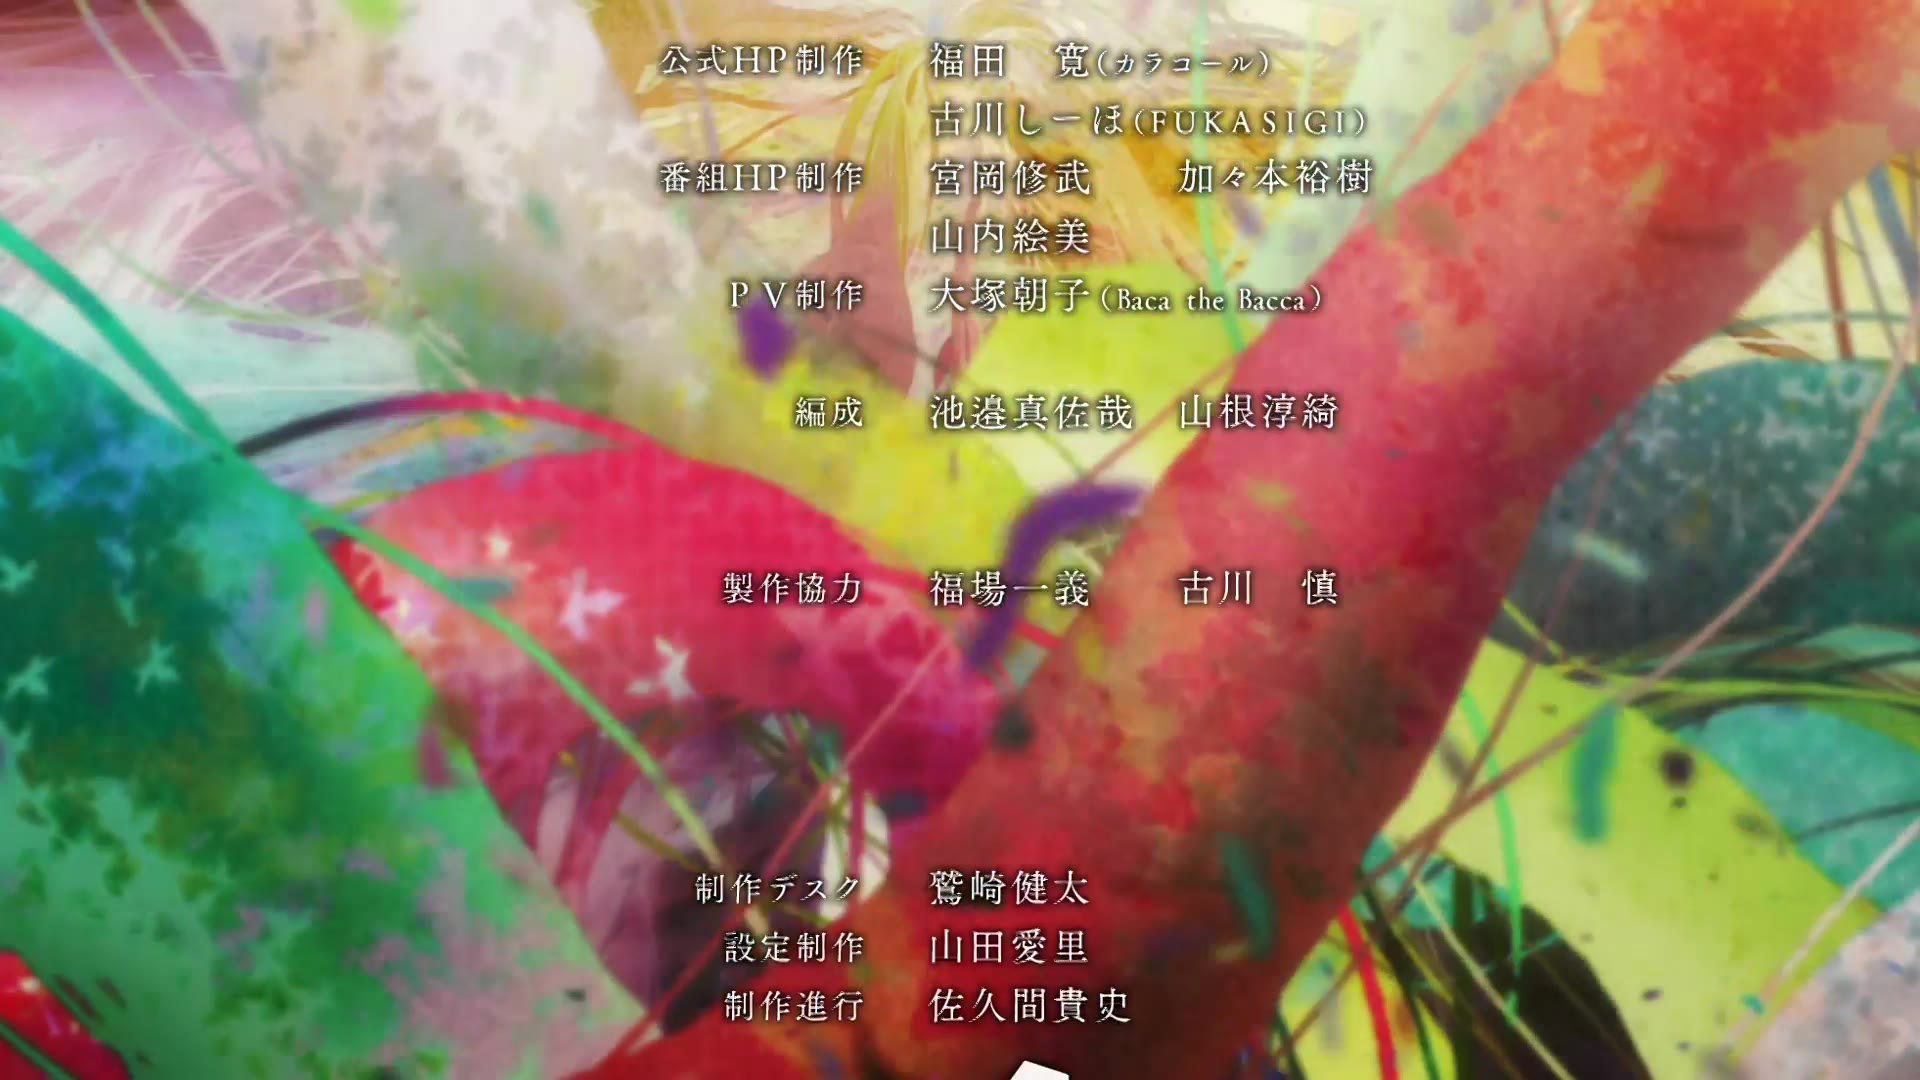 公式HP制作 福田 寛(カラコール)
古川しーほ(FUKASIGI)
番組HP制作 宮岡修武 加々本裕樹
山内絵美
PV制作 大塚朝子(Baca the Bacca)
編成 池邉真佐哉 山根淳綺
製作協力 福場一義 古川 慎
制作デスク 鷲崎健太
設定制作 山田愛里
制作進行 佐久間貴史